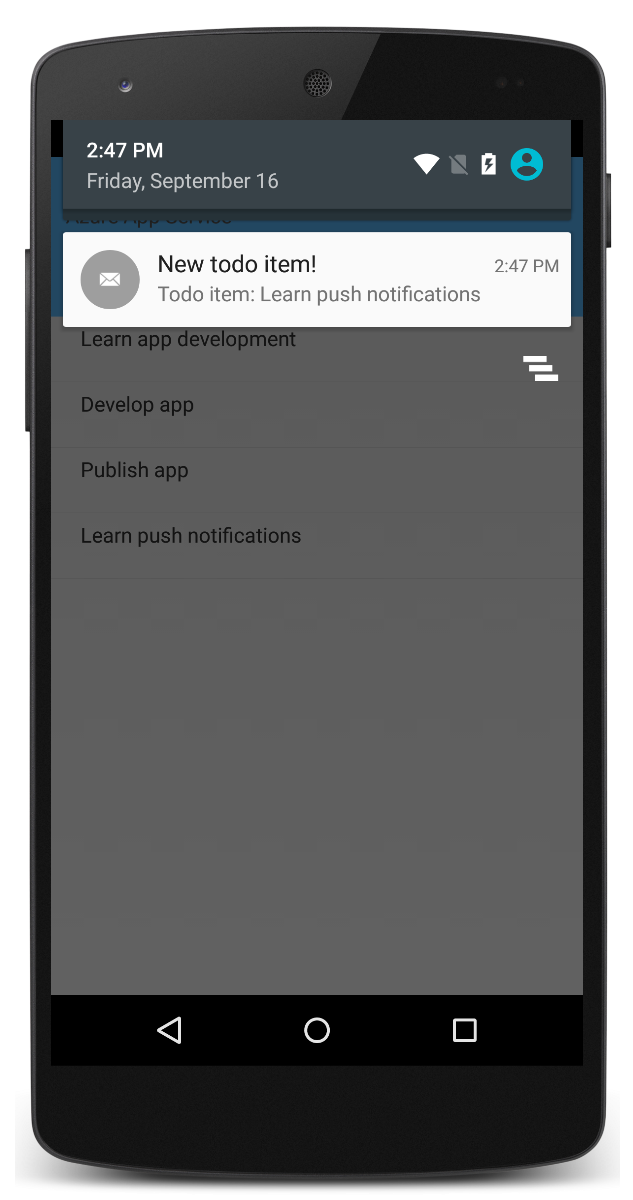 2:47 PM
Friday, September 16
Azure App Service
New todo item!
2:47 PM
Todo item: Learn push notifications
Learn app development
Develop app
Publish app
Learn push notifications